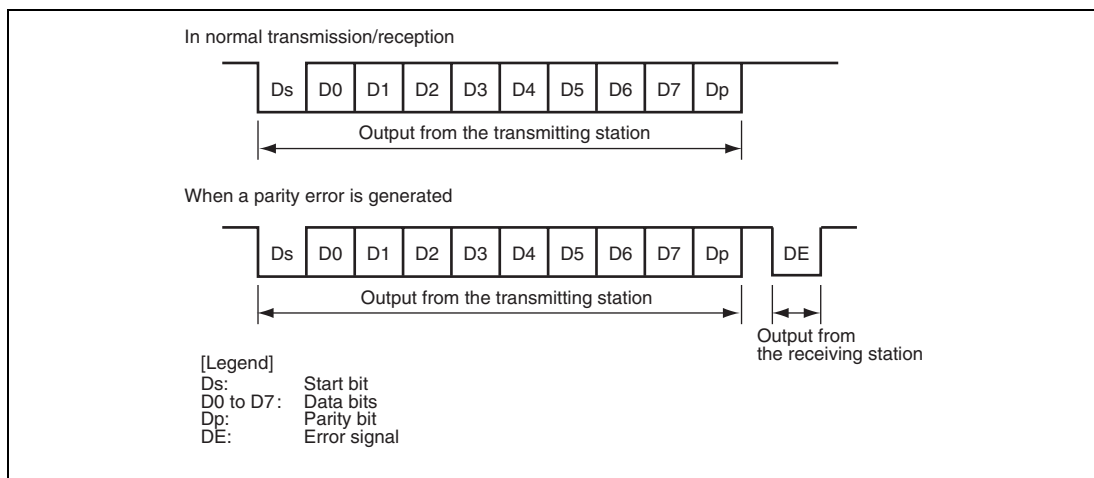 In normal transmission/reception
Ds D0 D1 D2 D3 D4 D5 D6 D7 Dp
Output from the transmitting station
When a parity error is generated
Ds D0 D1 D2 D3 D4 D5 D6 D7 Dp DE
Output from the transmitting station
Output from
the receiving station
[Legend]
Ds: Start bit
D0 to D7: Data bits
Dp: Parity bit
DE: Error signal